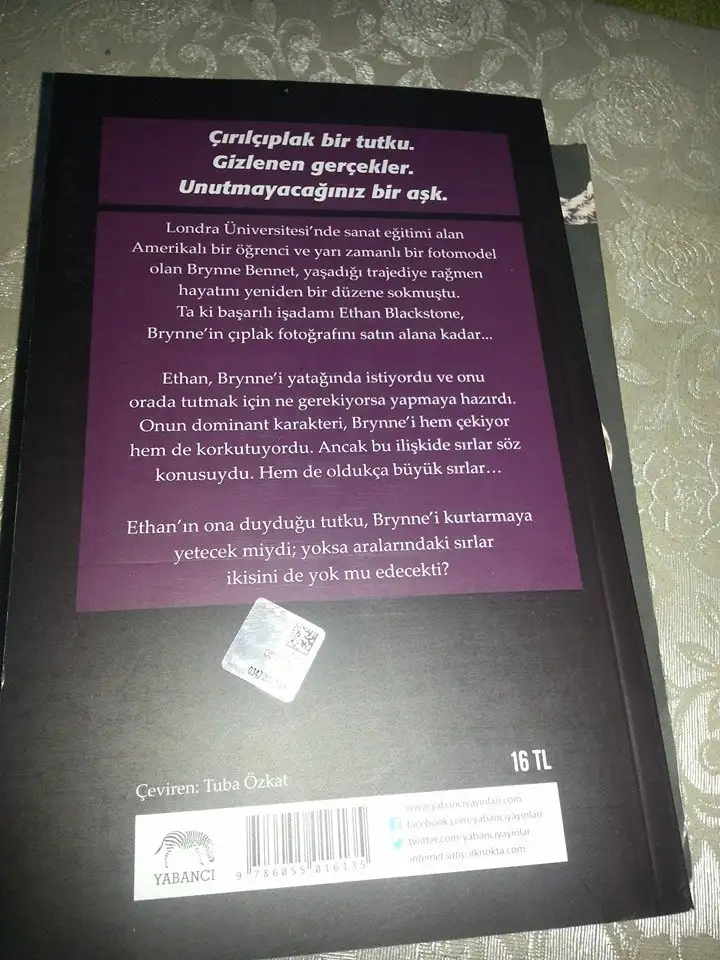 Çırılçıplak bir tutku.
Gizlenen gerçekler.
Unutmayacağınız bir aşk.
Londra Üniversitesi'nde sanat eğitimi alan
Amerikalı bir öğrenci ve yarı zamanlı bir fotomodel
olan Brynne Bennet, yaşadığı trajediye rağmen
hayatını yeniden bir düzene sokmuştu.
Ta ki başarılı işadamı Ethan Blackstone,
Brynne'in çıplak fotoğrafını satın alana kadar...
Ethan, Brynne'i yatağında istiyordu ve onu
orada tutmak için ne gerekiyorsa yapmaya hazırdı.
Onun dominant karakteri, Brynne'i hem çekiyor
hem de korkutuyordu. Ancak bu ilişkide sırlar söz
konusuydu. Hem de oldukça büyük sırlar...
Ethan'ın ona duyduğu tutku, Brynne'i kurtarmaya
yetecek miydi; yoksa aralarındaki sırlar
ikisini de yok mu edecekti?
16 TL
Çeviren: Tuba Özkat
YABANCI
9 786055 016135
www.yabanciyayinlari.com
facebook.com/yabanciyayinlari
twitter.com/yabanciyayinlar
internet satış: ilknokta.com